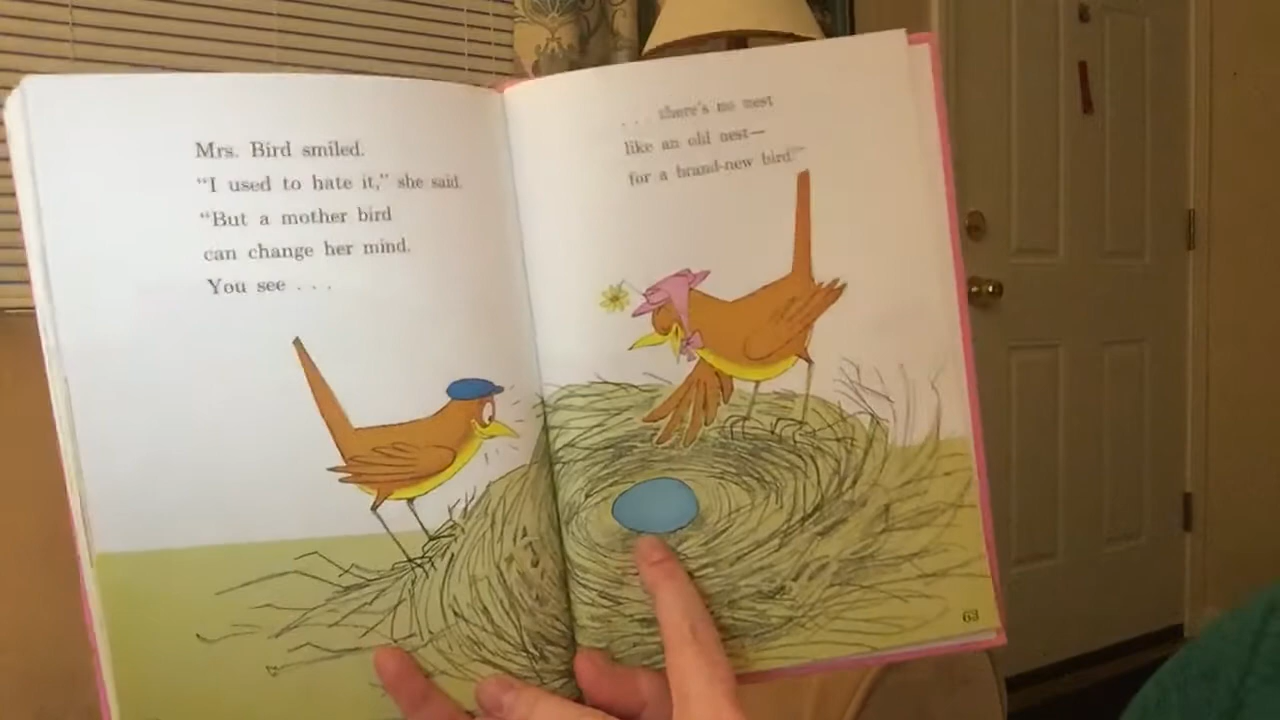 Mrs. Bird smiled.
“I used to hate it,” she said.
“But a mother bird
can change her mind.
You see . . .
. . . there’s no nest
like an old nest—
for a brand-new bird.”
63